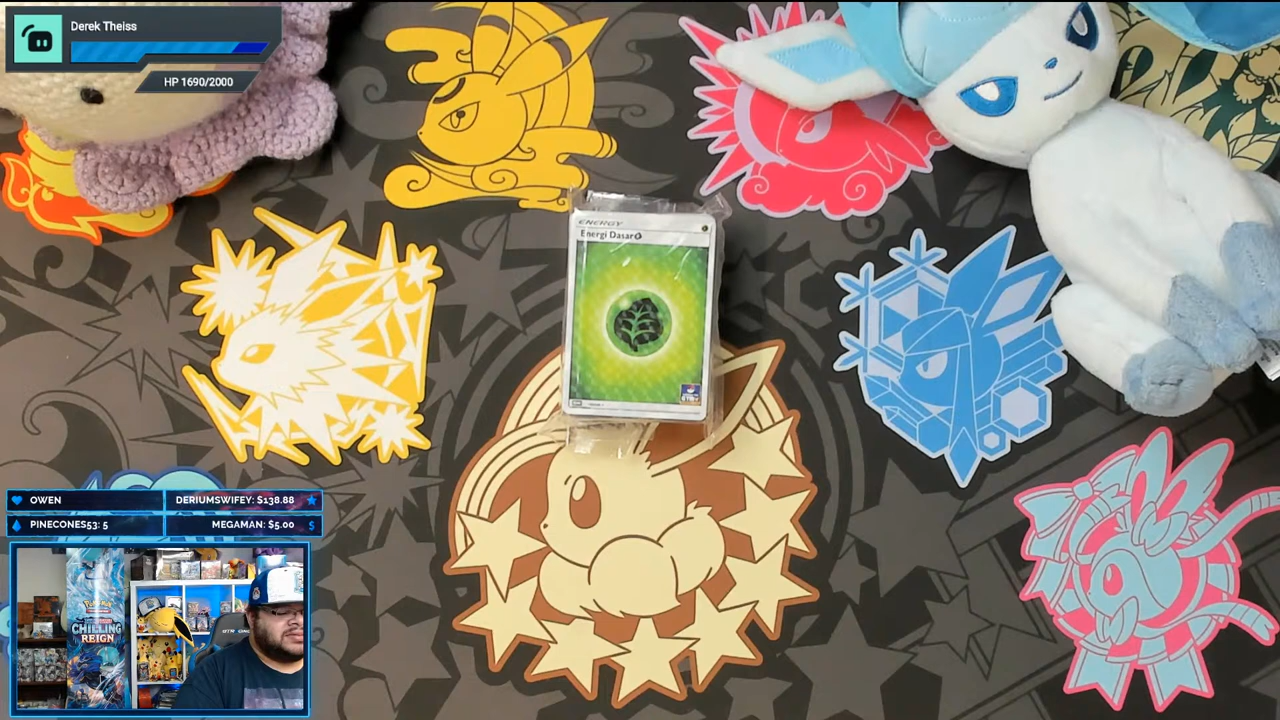 Derek Theiss
HP 1690/2000
ENERGY
Energi Dasar
OWEN
DERIUMSWIFEY: $138.88
PINECONES53: 5
MEGAMAN: $5.00
$
POKÉMON
CHILLING
REIGN